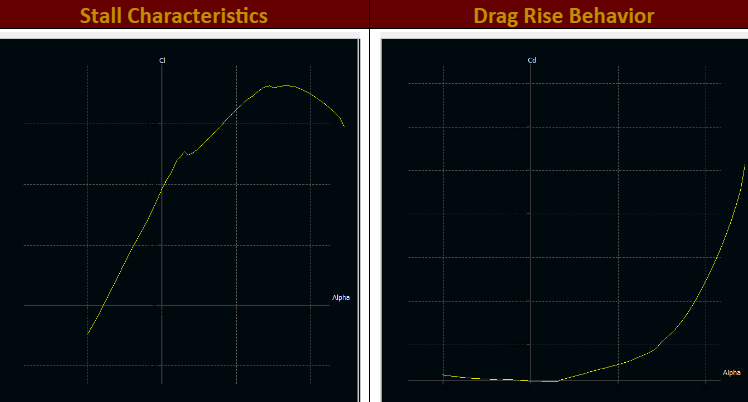 Stall Characteristics
Drag Rise Behavior
Cl
Cd
Alpha
Alpha